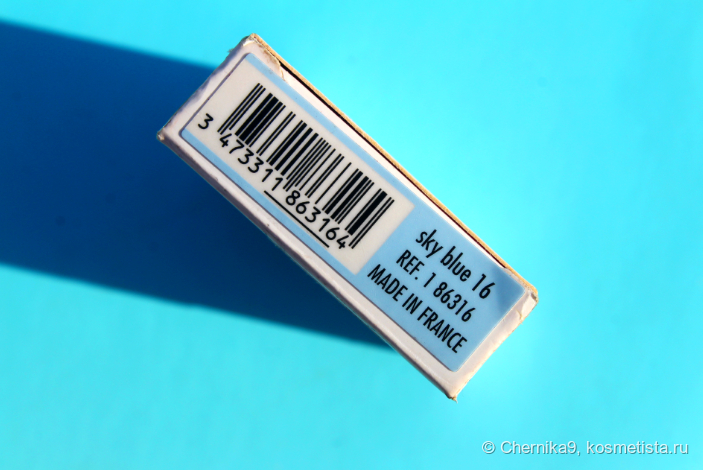 3 473311 863164
sky blue 16
REF. 1 86316
MADE IN FRANCE
© Chernika9, kosmetista.ru